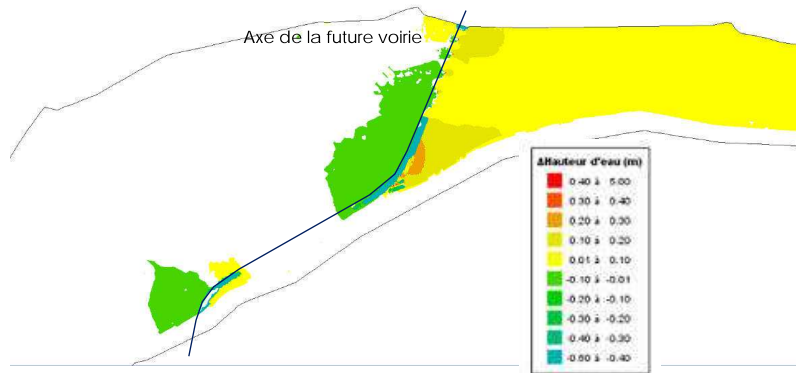 Axe de la future voirie
ΔHauteur d'eau (m)
0.40 à 5.00
0.30 à 0.40
0.20 à 0.30
0.10 à 0.20
0.01 à 0.10
-0.10 à -0.01
-0.20 à -0.10
-0.30 à -0.20
-0.40 à -0.30
-0.60 à -0.40